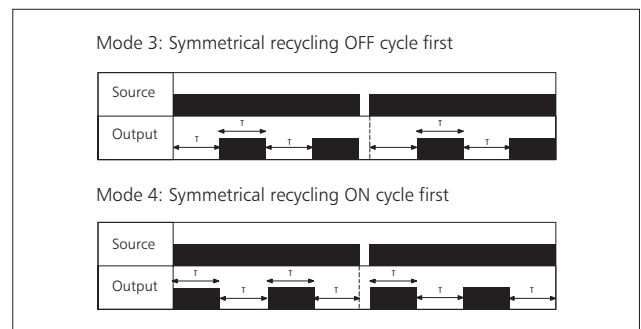 Mode 3: Symmetrical recycling OFF cycle first
Source
T T
Output T T T
Mode 4: Symmetrical recycling ON cycle first
Source
T T T
Output T T T T